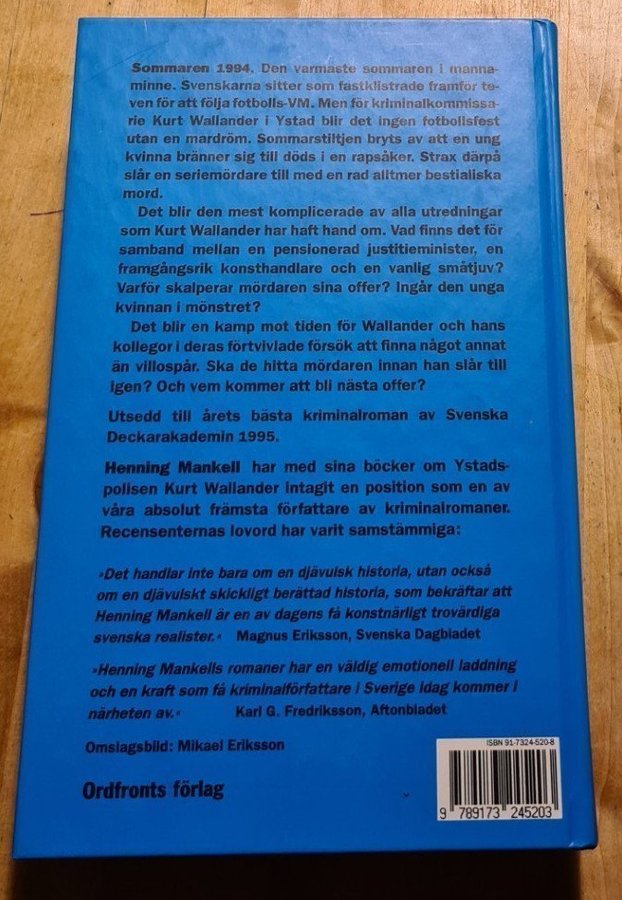 Sommaren 1994. Den varmaste sommaren i manna-
minne. Svenskarna sitter som fastklistrade framför te-
ven för att följa fotbolls-VM. Men för kriminalkommissa-
rie Kurt Wallander i Ystad blir det ingen fotbollsfest
utan en mardröm. Sommarstiltjen bryts av att en ung
kvinna bränner sig till döds i en rapsåker. Strax därpå
slår en seriemördare till med en rad alltmer bestialiska
mord.
Det blir den mest komplicerade av alla utredningar
som Kurt Wallander har haft hand om. Vad finns det för
samband mellan en pensionerad justitieminister, en
framgångsrik konsthandlare och en vanlig småtjuv?
Varför skalperar mördaren sina offer? Ingår den unga
kvinnan i mönstret?
Det blir en kamp mot tiden för Wallander och hans
kollegor i deras förtvivlade försök att finna något annat
än villospår. Ska de hitta mördaren innan han slår till
igen? Och vem kommer att bli nästa offer?
Utsedd till årets bästa kriminalroman av Svenska
Deckarakademin 1995.
Henning Mankell har med sina böcker om Ystads-
polisen Kurt Wallander intagit en position som en av
våra absolut främsta författare av kriminalromaner.
Recensenternas lovord har varit samstämmiga:
»Det handlar inte bara om en djävulsk historia, utan också
om en djävulskt skickligt berättad historia, som bekräftar att
Henning Mankell är en av dagens få konstnärligt trovärdiga
svenska realister.« Magnus Eriksson, Svenska Dagbladet
»Henning Mankells romaner har en väldig emotionell laddning
och en kraft som få kriminalförfattare i Sverige idag kommer i
närheten av.« Karl G. Fredriksson, Aftonbladet
Omslagsbild: Mikael Eriksson
Ordfronts förlag
ISBN 91-7324-520-8
9 789173 245203